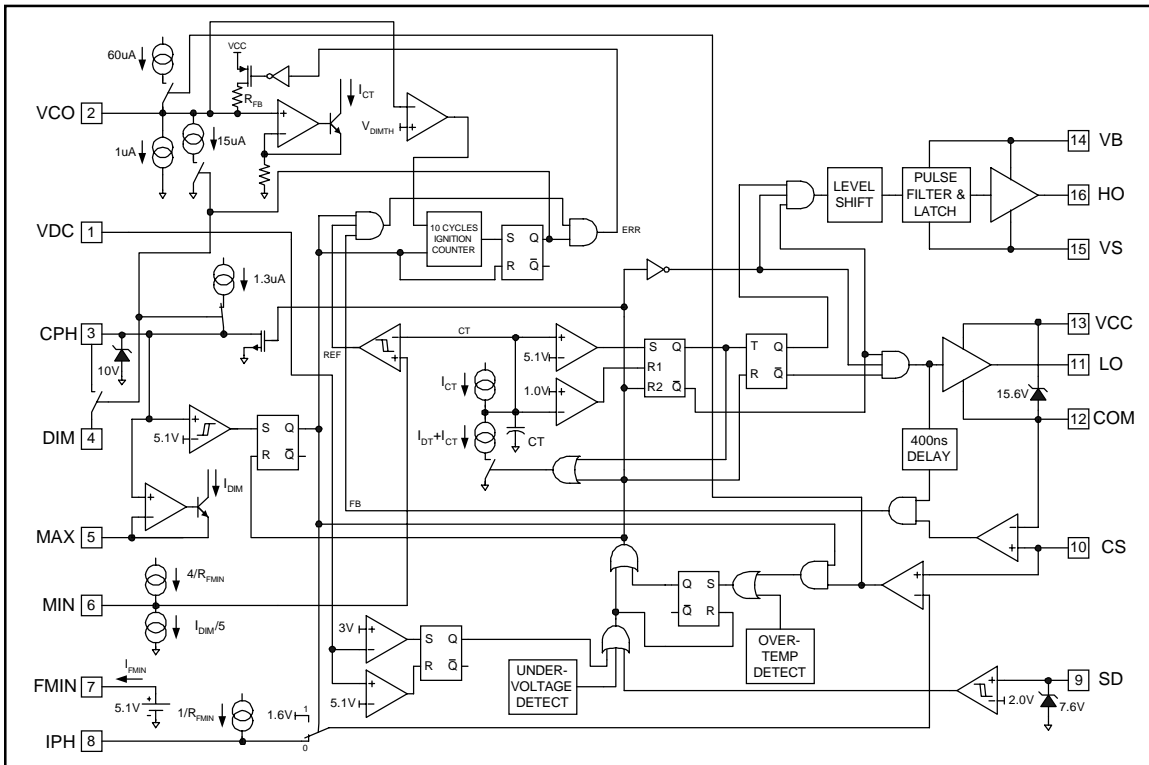 60uA
VCC
R_FB
I_CT
VCO 2
V_DIMTH
1uA
15uA
14 VB
LEVEL SHIFT
PULSE FILTER & LATCH
16 HO
VDC 1
10 CYCLES IGNITION COUNTER
S Q
R Q̅
ERR
15 VS
1.3uA
CPH 3
10V
REF
CT
5.1V
S Q
R1
R2 Q̅
T Q
R Q̅
13 VCC
11 LO
15.6V
I_CT
1.0V
12 COM
DIM 4
5.1V
S Q
R Q̅
I_DT+I_CT
CT
400ns DELAY
I_DIM
FB
MAX 5
10 CS
4/R_FMIN
MIN 6
I_DIM/5
Q S
Q̅ R
3V
S Q
R Q̅
5.1V
OVER-TEMP DETECT
UNDER-VOLTAGE DETECT
9 SD
2.0V
7.6V
I_FMIN
FMIN 7
5.1V
1/R_FMIN
1.6V
1
0
IPH 8